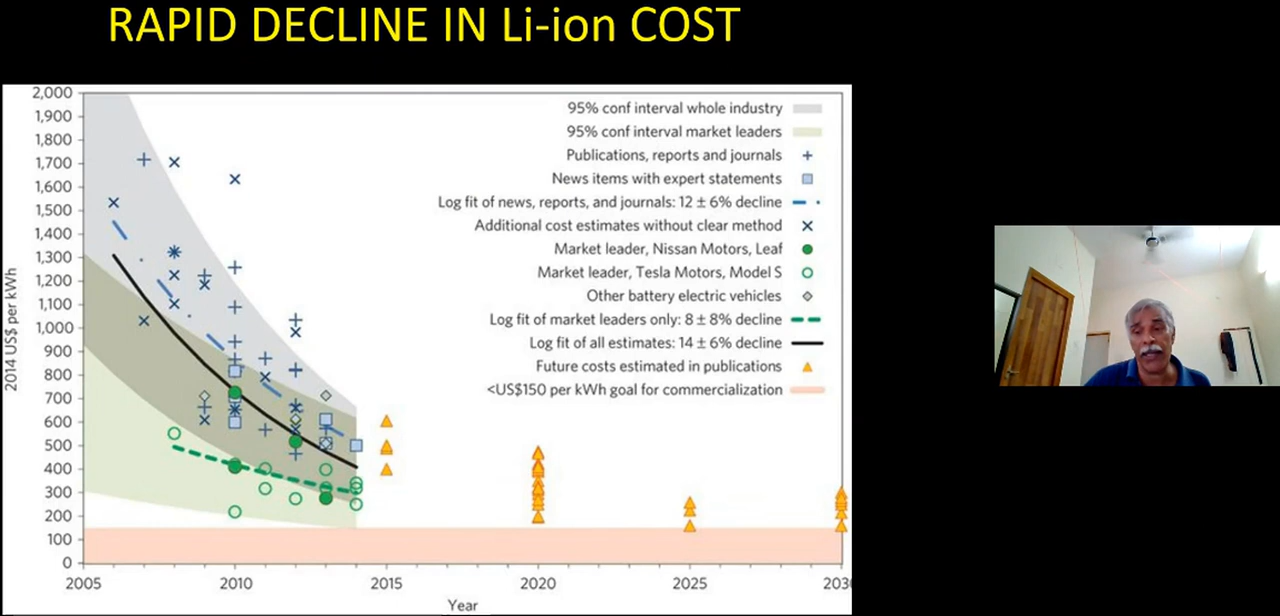 RAPID DECLINE IN Li-ion COST
2,000
1,900
1,800
1,700
1,600
1,500
1,400
1,300
1,200
1,100
1,000
900
800
700
600
500
400
300
200
100
0
2014 US$ per kWh
95% conf interval whole industry
95% conf interval market leaders
Publications, reports and journals
News items with expert statements
Log fit of news, reports, and journals: 12 ± 6% decline
Additional cost estimates without clear method
Market leader, Nissan Motors, Leaf
Market leader, Tesla Motors, Model S
Other battery electric vehicles
Log fit of market leaders only: 8 ± 8% decline
Log fit of all estimates: 14 ± 6% decline
Future costs estimated in publications
<US$150 per kWh goal for commercialization
2005 2010 2015 2020 2025 2030
Year